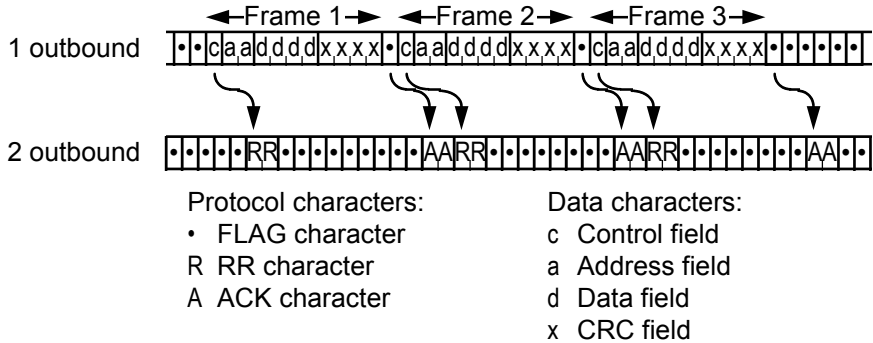 Frame 1 Frame 2 Frame 3
1 outbound ••caaddddxxxx•caaddddxxxx•caaddddxxxx••••••
2 outbound •••••RR•••••••••AARR••••••••AARR••••••••AA••
Protocol characters: Data characters:
• FLAG character c Control field
R RR character a Address field
A ACK character d Data field
x CRC field